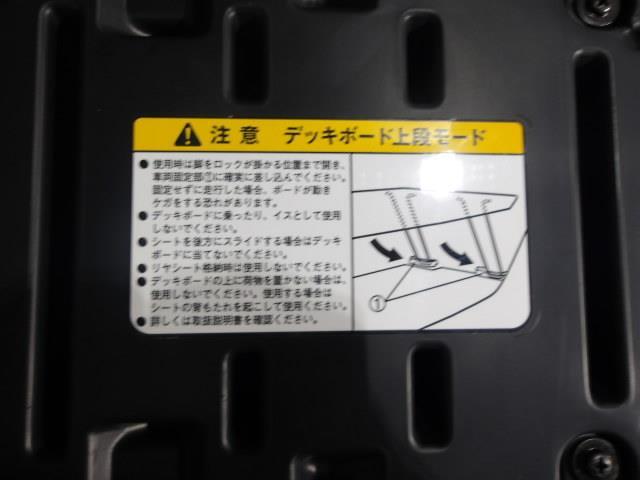 注意 デッキボード上段モード
● 使用時は脚をロックが掛かる位置まで開き、
車両固定部①に確実に差し込んでください。
固定せずに走行した場合、ボードが動き
ケガをする恐れがあります。
● デッキボードに乗ったり、イスとして使用
しないでください。
● シートを後方にスライドする場合はデッキ
ボードに当てないでください。
● リヤシート格納時は使用しないでください。
● デッキボードの上に荷物を置かない場合は、
使用しないでください。使用する場合は
シートの背もたれを起こして使用ください。
● 詳しくは取扱説明書を確認ください。
①